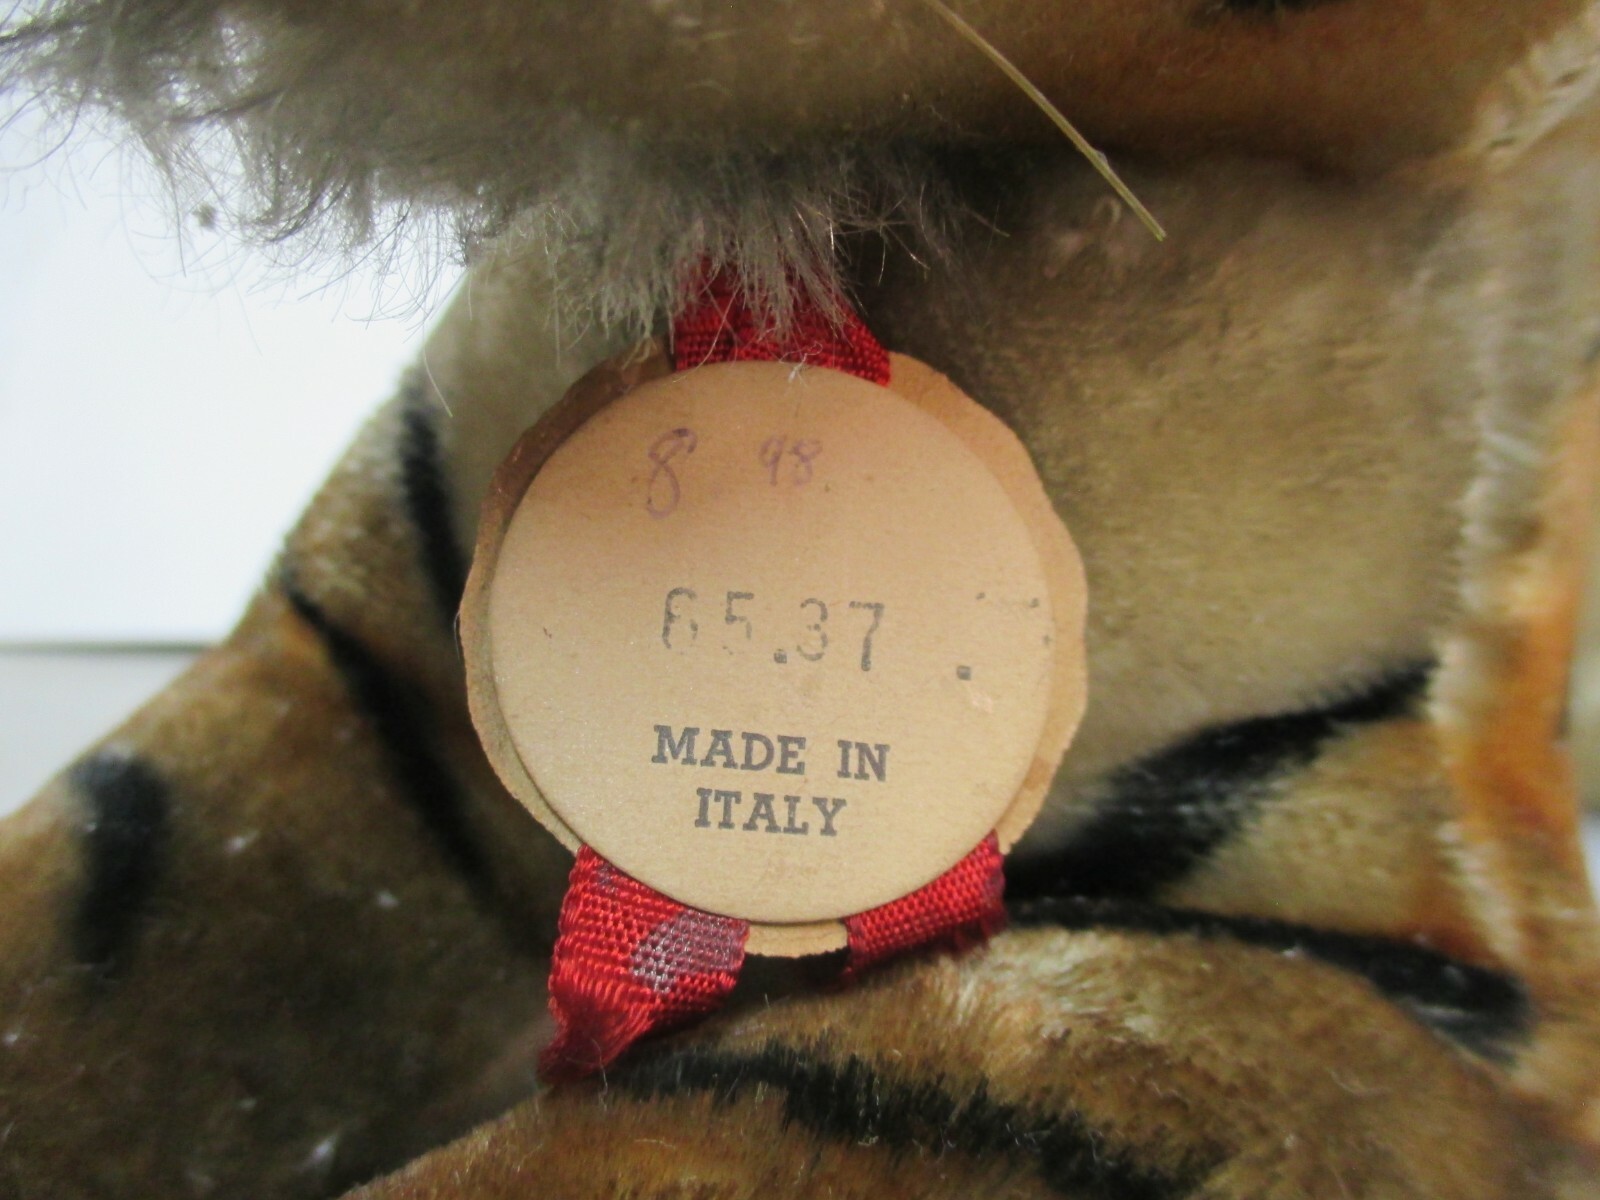 8 98
65.37 .
MADE IN
ITALY